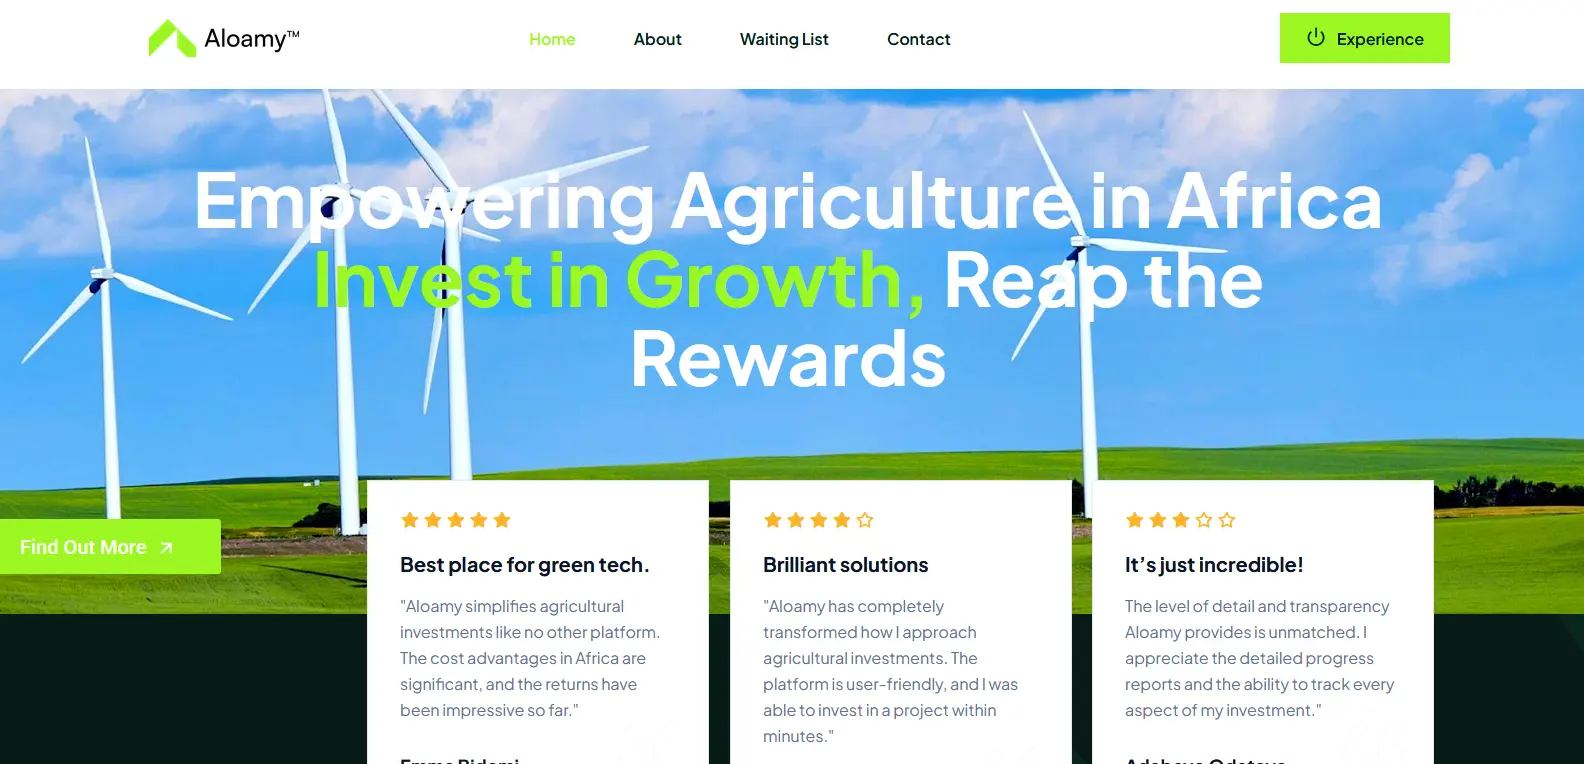 Aloamy™
Home
About
Waiting List
Contact
Experience
Empowering Agriculture in Africa
Invest in Growth, Reap the
Rewards
Find Out More
Best place for green tech.
"Aloamy simplifies agricultural
investments like no other platform.
The cost advantages in Africa are
significant, and the returns have
been impressive so far."
Brilliant solutions
"Aloamy has completely
transformed how I approach
agricultural investments. The
platform is user-friendly, and I was
able to invest in a project within
minutes."
It’s just incredible!
The level of detail and transparency
Aloamy provides is unmatched. I
appreciate the detailed progress
reports and the ability to track every
aspect of my investment."